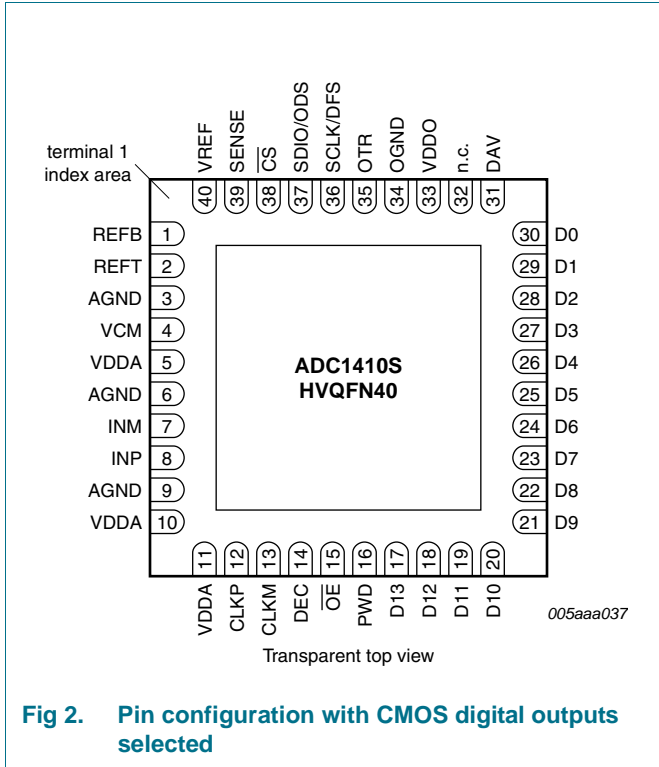 terminal 1
index area
VREF
SENSE
C̅S̅
SDIO/ODS
SCLK/DFS
OTR
OGND
VDDO
n.c.
DAV
40 39 38 37 36 35 34 33 32 31
REFB 1
REFT 2
AGND 3
VCM 4
VDDA 5
AGND 6
INM 7
INP 8
AGND 9
VDDA 10
ADC1410S
HVQFN40
30 D0
29 D1
28 D2
27 D3
26 D4
25 D5
24 D6
23 D7
22 D8
21 D9
11 12 13 14 15 16 17 18 19 20
VDDA
CLKP
CLKM
DEC
O̅E̅
PWD
D13
D12
D11
D10
005aaa037
Transparent top view
Fig 2. Pin configuration with CMOS digital outputs
selected